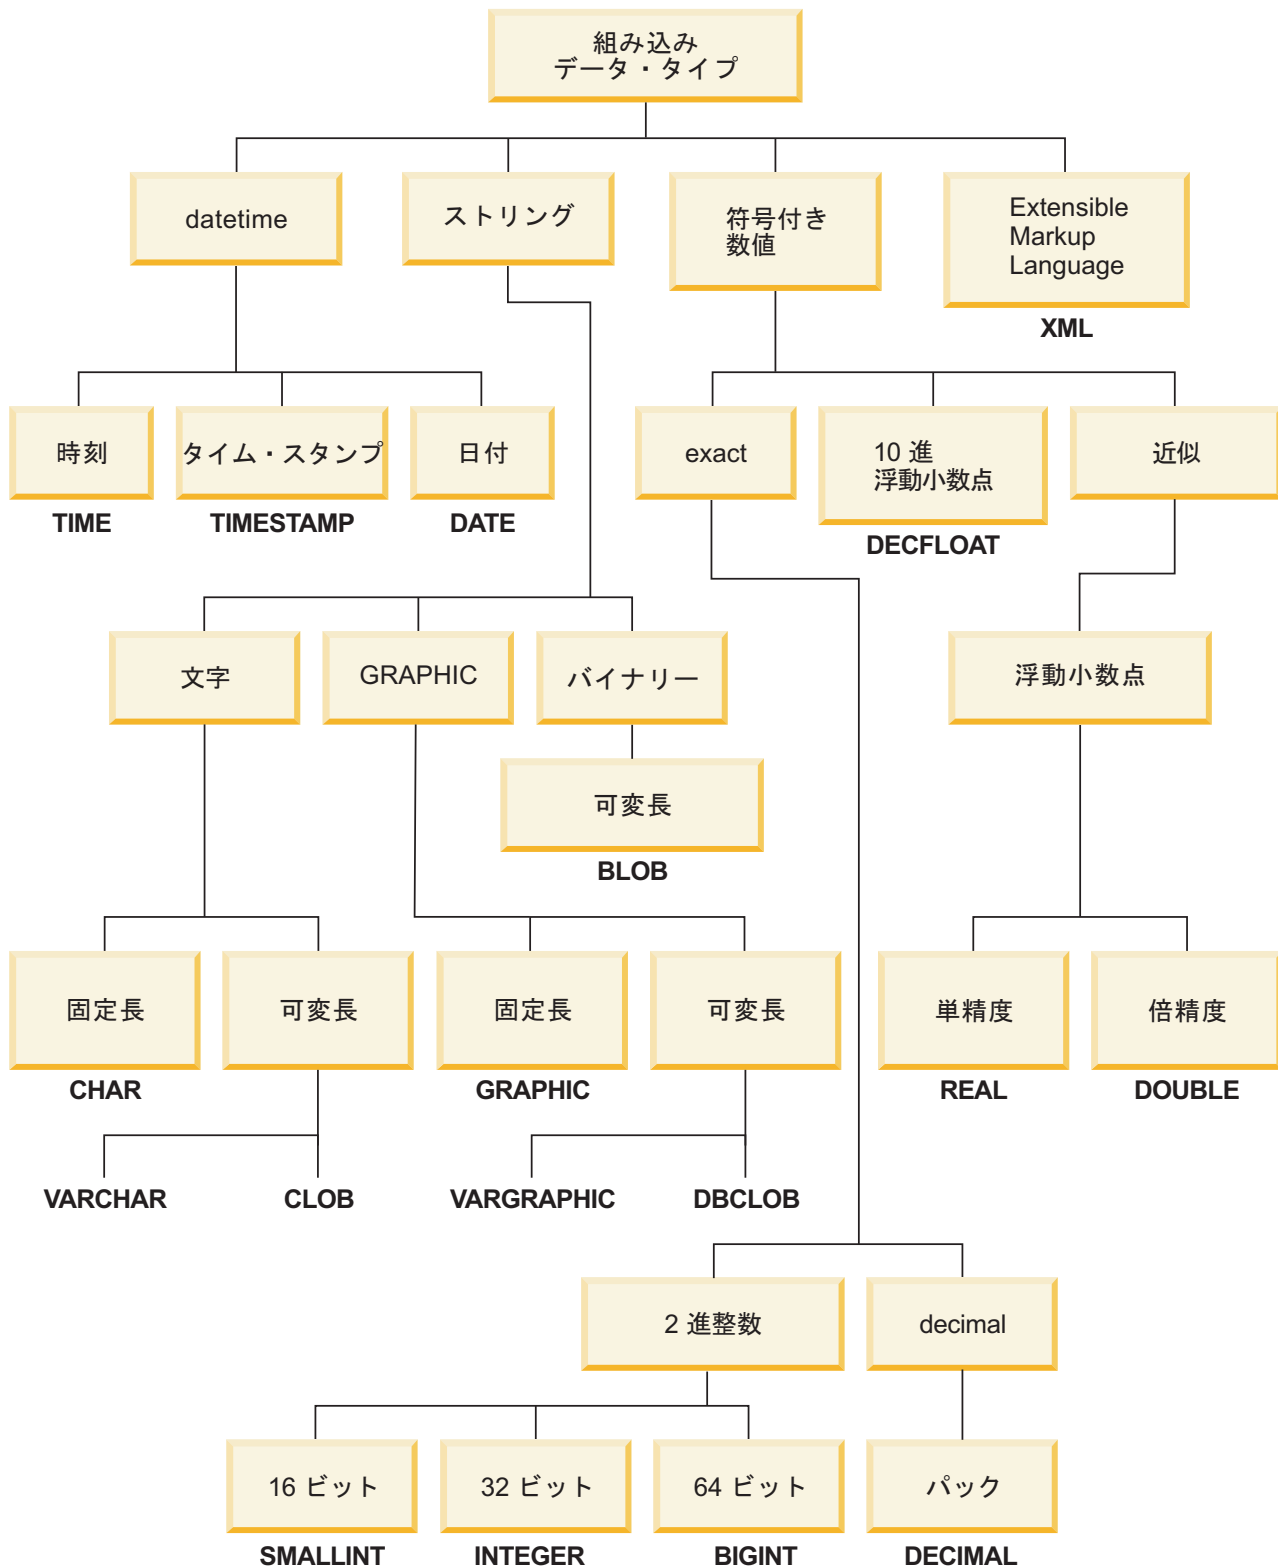 組み込み
データ・タイプ
datetime
ストリング
符号付き
数値
Extensible
Markup
Language
XML
時刻
タイム・スタンプ
日付
exact
10 進
浮動小数点
近似
TIME
TIMESTAMP
DATE
DECFLOAT
文字
GRAPHIC
バイナリー
浮動小数点
可変長
BLOB
固定長
可変長
固定長
可変長
単精度
倍精度
CHAR
GRAPHIC
REAL
DOUBLE
VARCHAR
CLOB
VARGRAPHIC
DBCLOB
2 進整数
decimal
16 ビット
32 ビット
64 ビット
パック
SMALLINT
INTEGER
BIGINT
DECIMAL